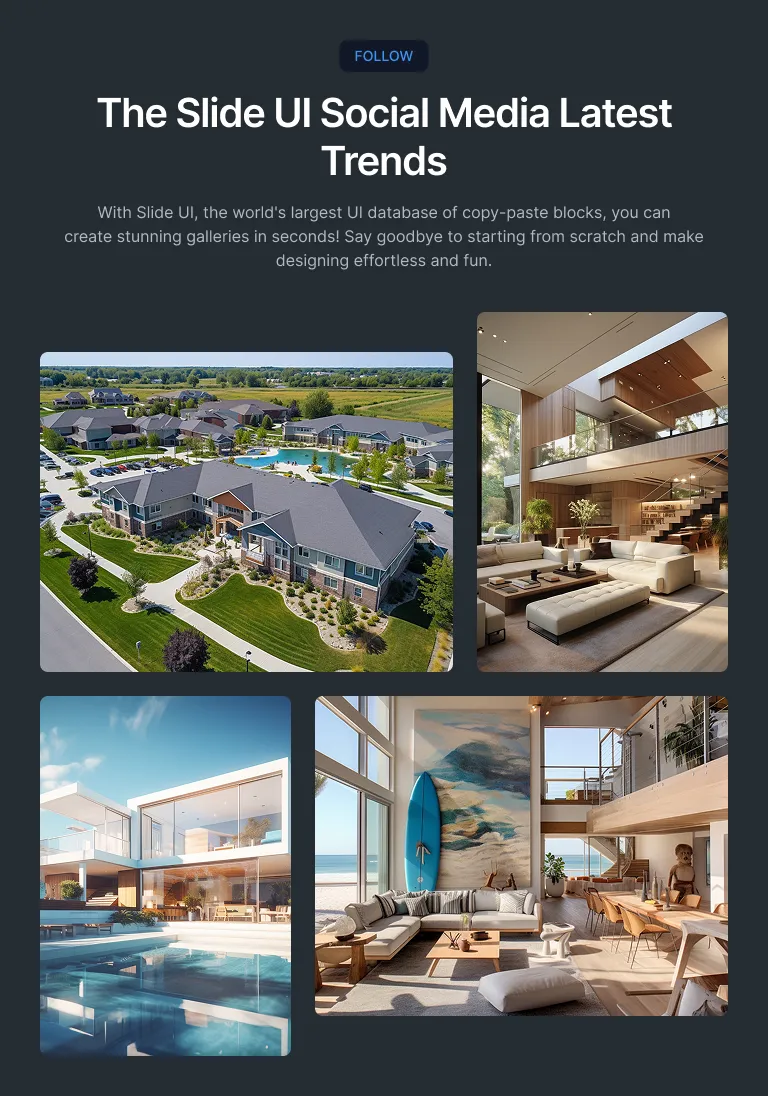 FOLLOW
The Slide UI Social Media Latest
Trends
With Slide UI, the world's largest UI database of copy-paste blocks, you can
create stunning galleries in seconds! Say goodbye to starting from scratch and make
designing effortless and fun.